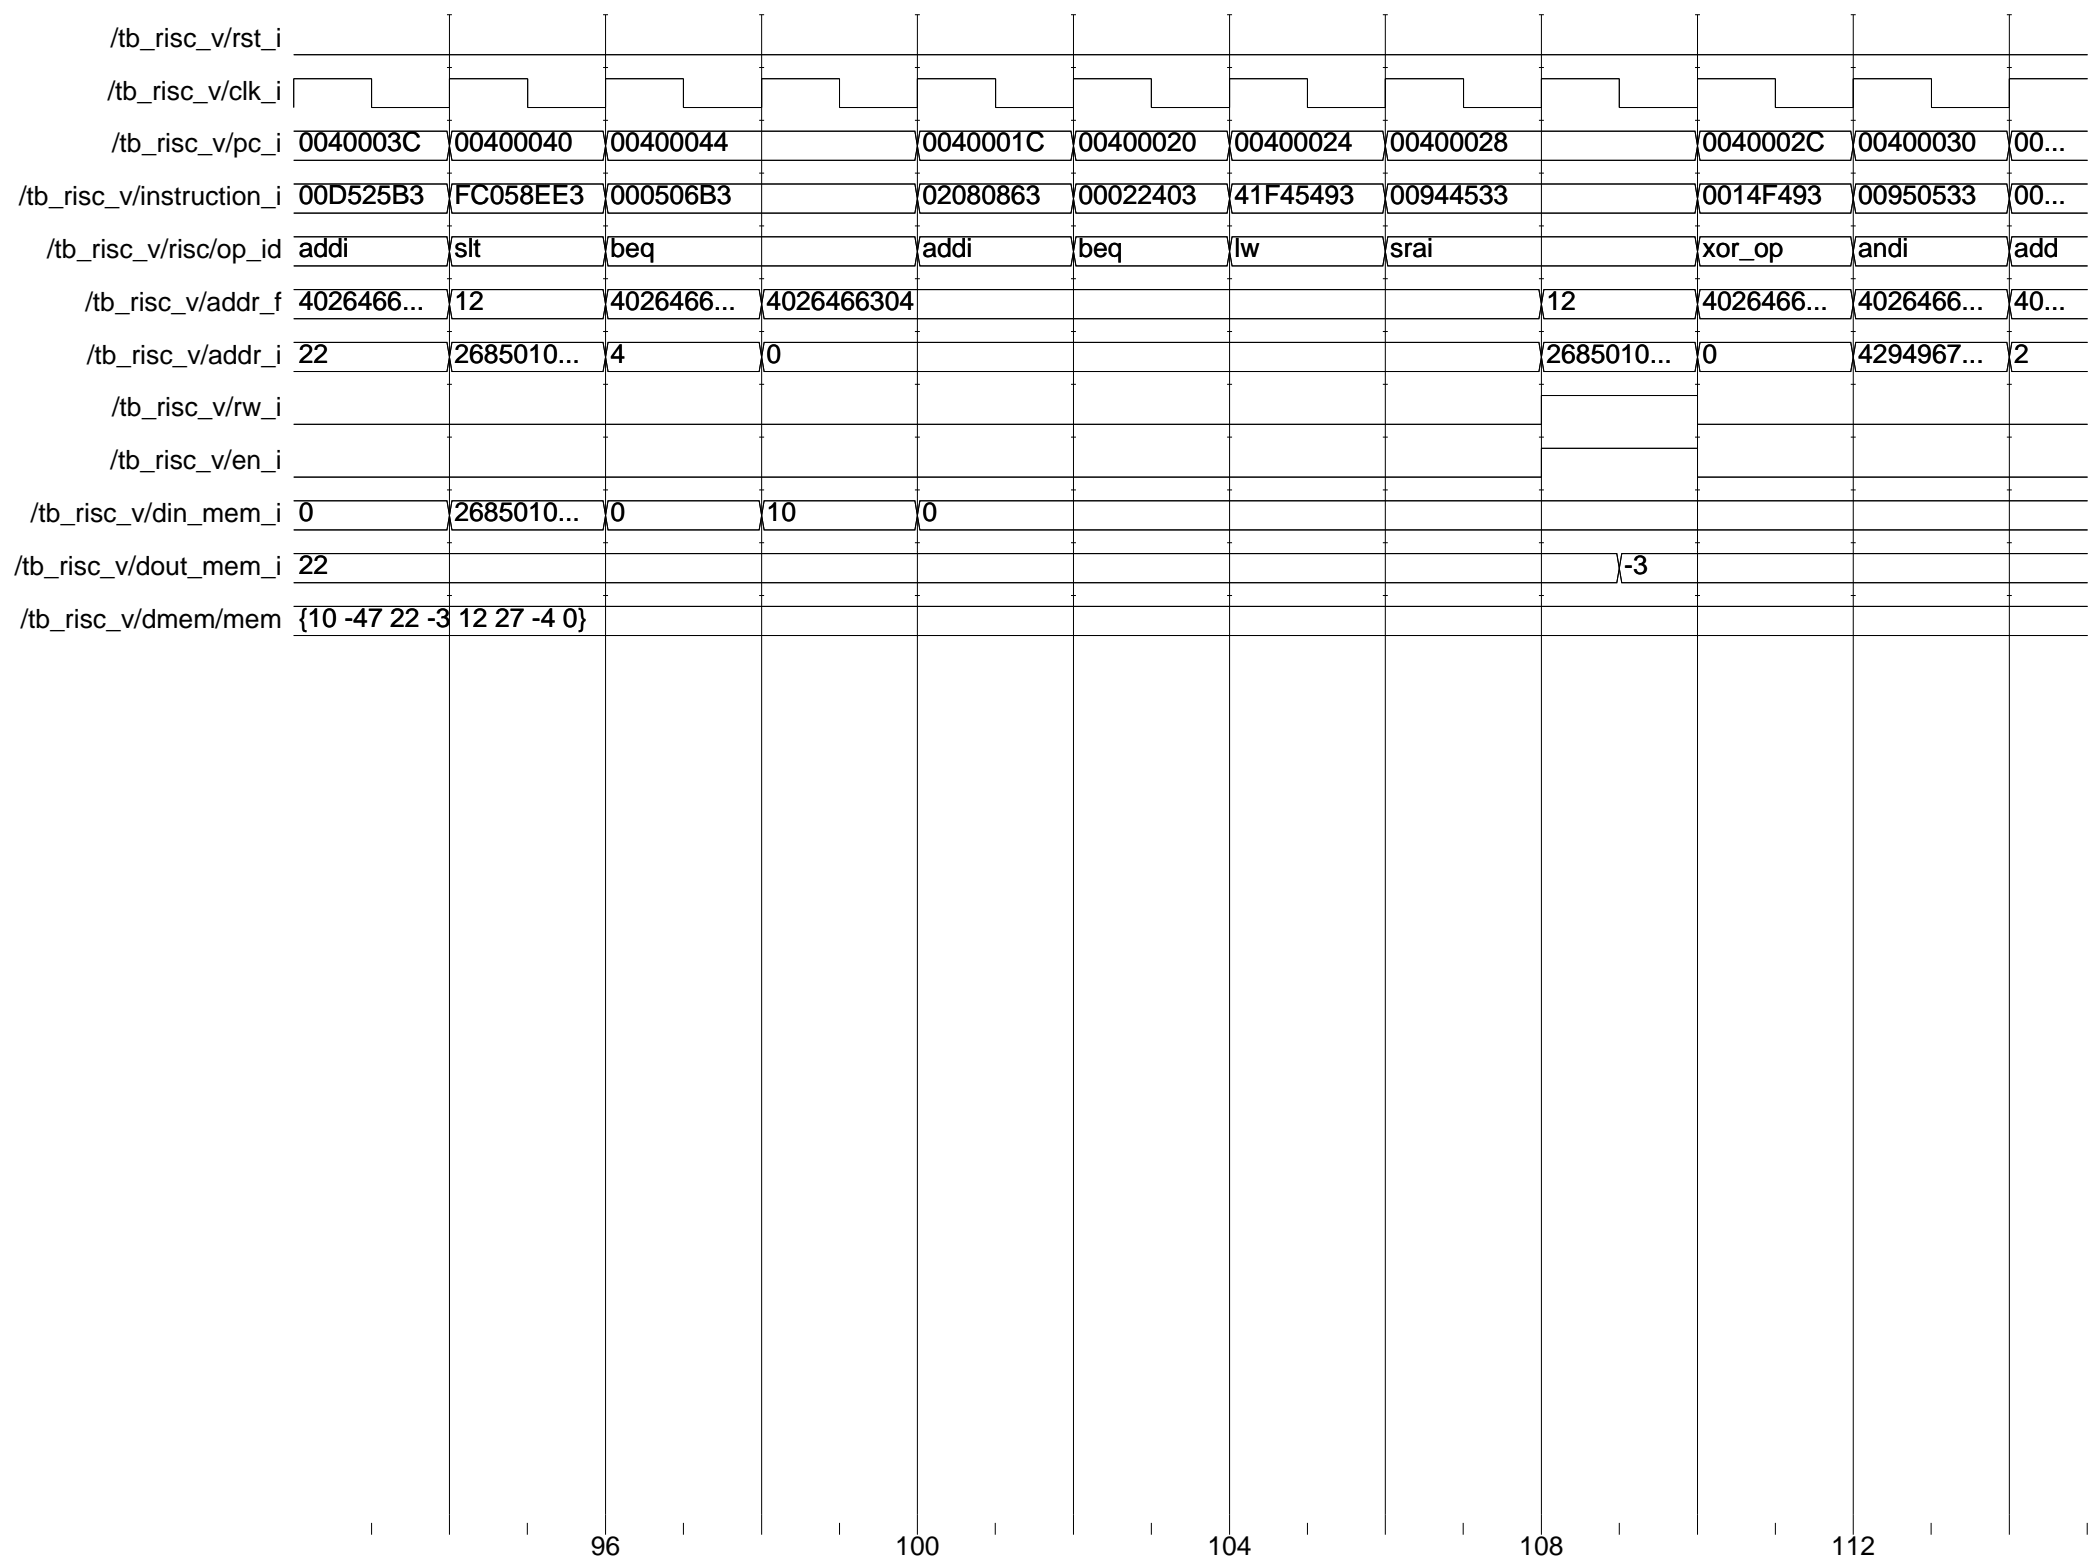 /tb_risc_v/rst_i
/tb_risc_v/clk_i
/tb_risc_v/pc_i 0040003C 00400040 00400044 0040001C 00400020 00400024 00400028 0040002C 00400030 00...
/tb_risc_v/instruction_i 00D525B3 FC058EE3 000506B3 02080863 00022403 41F45493 00944533 0014F493 00950533 00...
/tb_risc_v/risc/op_id addi slt beq addi beq lw srai xor_op andi add
/tb_risc_v/addr_f 4026466... 12 4026466... 4026466304 12 4026466... 4026466... 40...
/tb_risc_v/addr_i 22 2685010... 4 0 2685010... 0 4294967... 2
/tb_risc_v/rw_i
/tb_risc_v/en_i
/tb_risc_v/din_mem_i 0 2685010... 0 10 0
/tb_risc_v/dout_mem_i 22 -3
/tb_risc_v/dmem/mem {10 -47 22 -3 12 27 -4 0}
96 100 104 108 112